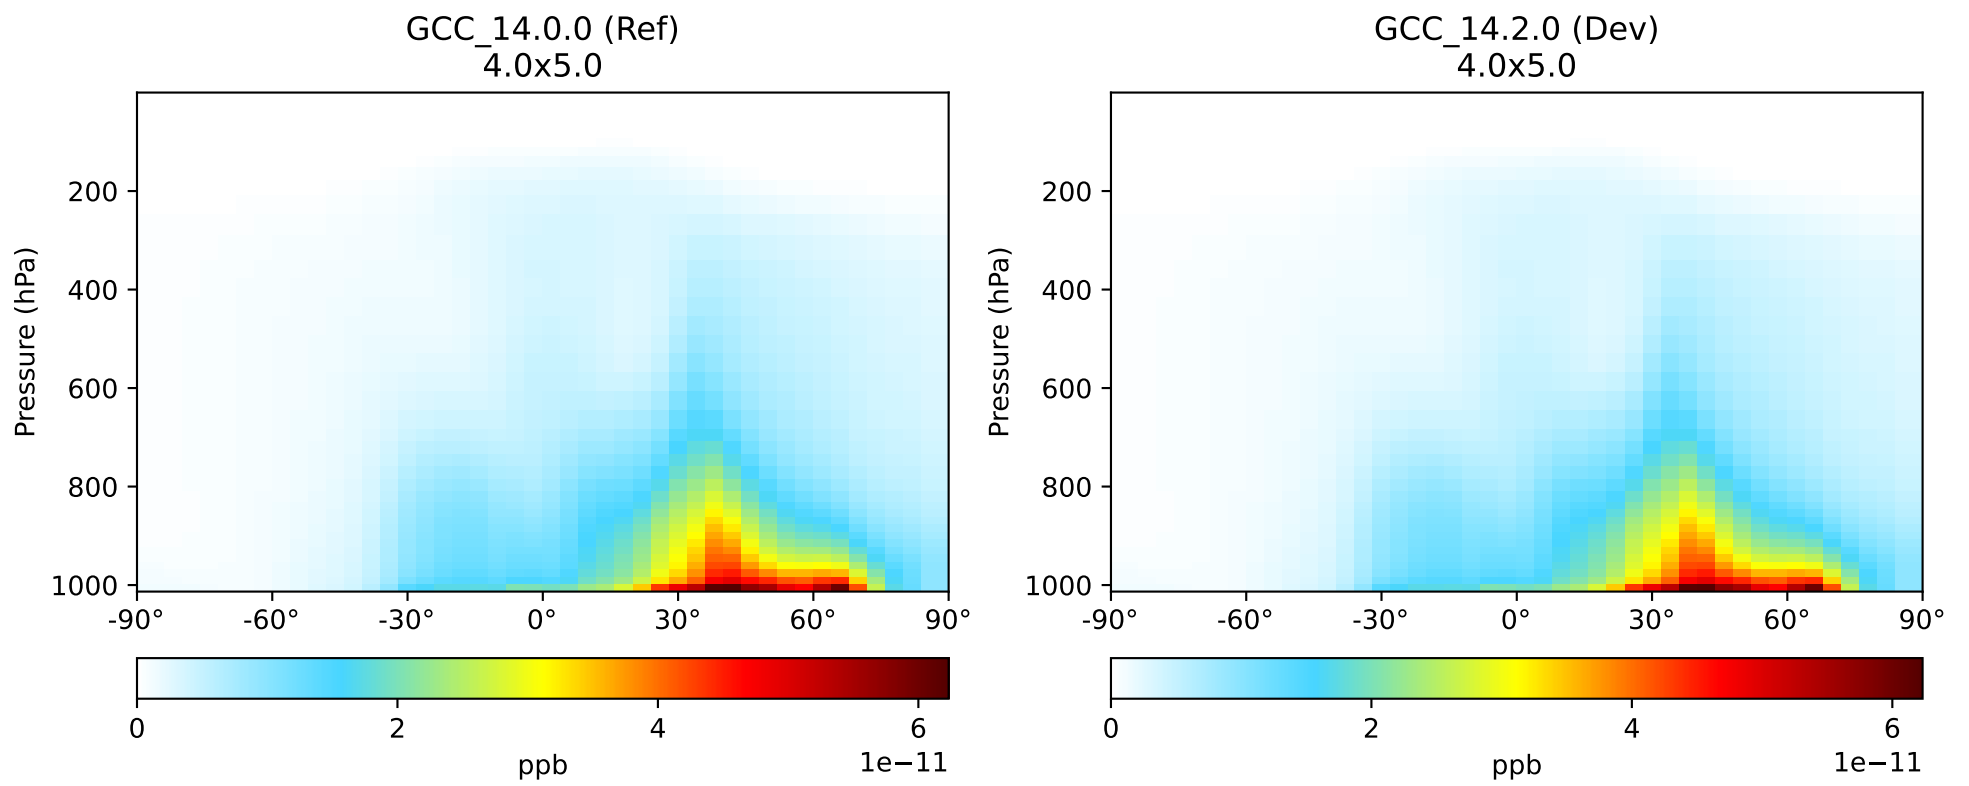 GCC_14.0.0 (Ref)
4.0x5.0
Pressure (hPa)
200
400
600
800
1000
-90° -60° -30° 0° 30° 60° 90°
0 2 4 6
ppb
1e−11
GCC_14.2.0 (Dev)
4.0x5.0
Pressure (hPa)
200
400
600
800
1000
-90° -60° -30° 0° 30° 60° 90°
0 2 4 6
ppb
1e−11